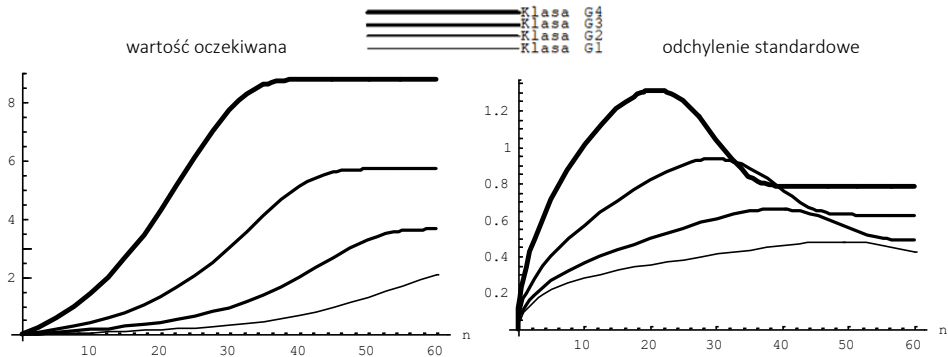 Klasa G4
Klasa G3
Klasa G2
Klasa G1
wartość oczekiwana
odchylenie standardowe
8
6
4
2
10 20 30 40 50 60 n
1.2
1
0.8
0.6
0.4
0.2
10 20 30 40 50 60 n